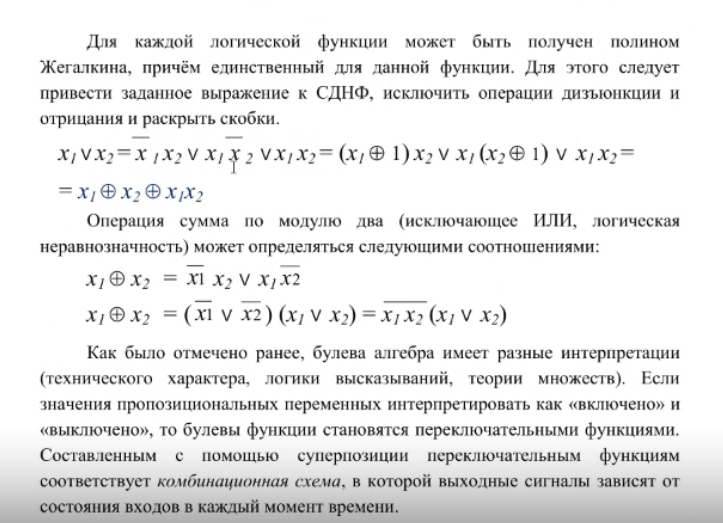 Для каждой логической функции может быть получен полином
Жегалкина, причём единственный для данной функции. Для этого следует
привести заданное выражение к СДНФ, исключить операции дизъюнкции и
отрицания и раскрыть скобки.
x₁ ∨ x₂ = x̅ ₁ x₂ ∨ x₁ x̅ ₂ ∨ x₁ x₂ = (x₁ ⊕ 1) x₂ ∨ x₁ (x₂ ⊕ 1) ∨ x₁ x₂ =
= x₁ ⊕ x₂ ⊕ x₁x₂
Операция сумма по модулю два (исключающее ИЛИ, логическая
неравнозначность) может определяться следующими соотношениями:
x₁ ⊕ x₂ = x̅1̅ x₂ ∨ x₁ x̅2̅
x₁ ⊕ x₂ = ( x̅1̅ ∨ x̅2̅ ) (x₁ ∨ x₂) = x̅₁̅ ̅x̅₂̅ (x₁ ∨ x₂)
Как было отмечено ранее, булева алгебра имеет разные интерпретации
(технического характера, логики высказываний, теории множеств). Если
значения пропозициональных переменных интерпретировать как «включено» и
«выключено», то булевы функции становятся переключательными функциями.
Составленным с помощью суперпозиции переключательным функциям
соответствует комбинационная схема, в которой выходные сигналы зависят от
состояния входов в каждый момент времени.